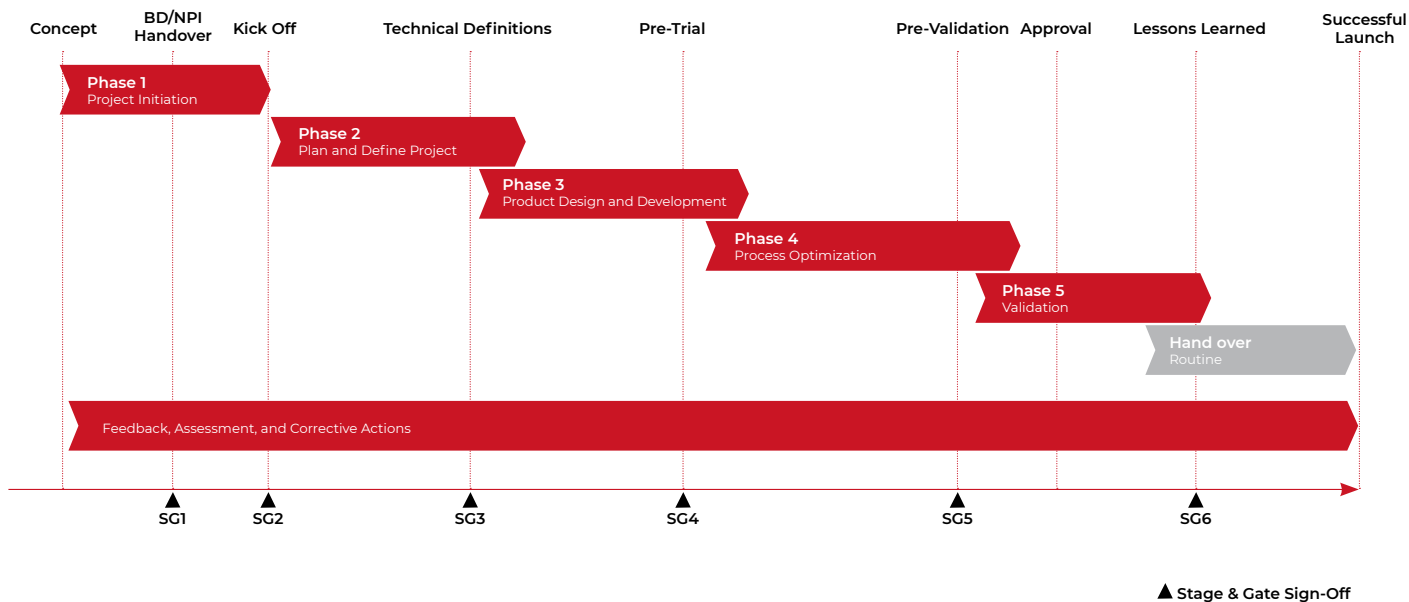 Concept
BD/NPI
Handover
Kick Off
Technical Definitions
Pre-Trial
Pre-Validation
Approval
Lessons Learned
Successful
Launch
Phase 1
Project Initiation
Phase 2
Plan and Define Project
Phase 3
Product Design and Development
Phase 4
Process Optimization
Phase 5
Validation
Hand over
Routine
Feedback, Assessment, and Corrective Actions
SG1
SG2
SG3
SG4
SG5
SG6
Stage & Gate Sign-Off